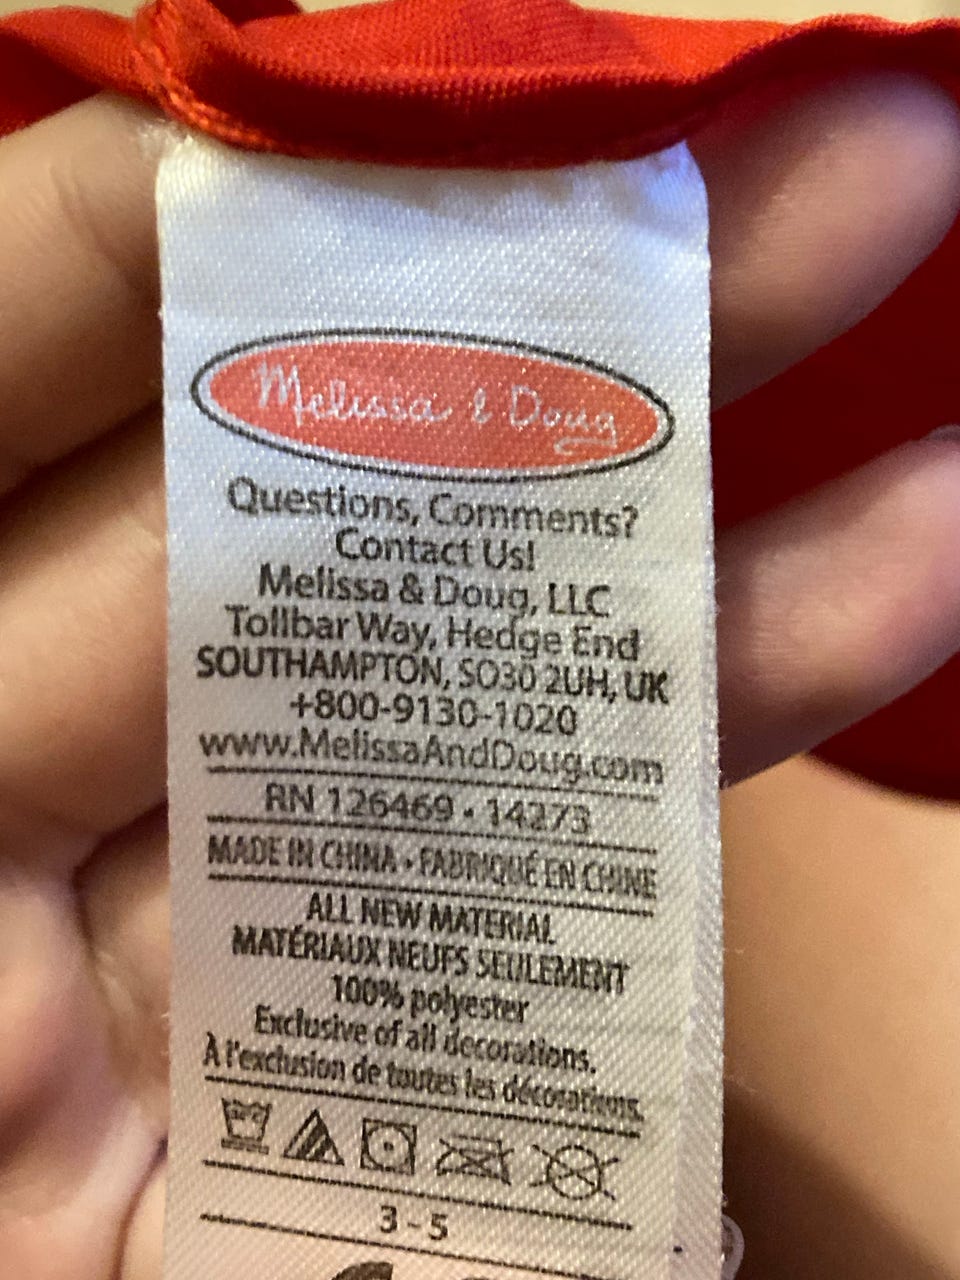 Melissa & Doug
Questions, Comments?
Contact Us!
Melissa & Doug, LLC
Tollbar Way, Hedge End
SOUTHAMPTON, SO30 2UH, UK
+800-9130-1020
www.MelissaAndDoug.com
RN 126469 • 14273
MADE IN CHINA • FABRIQUÉ EN CHINE
ALL NEW MATERIAL
MATÉRIAUX NEUFS SEULEMENT
100% polyester
Exclusive of all decorations.
À l'exclusion de toutes les décorations.
3-5